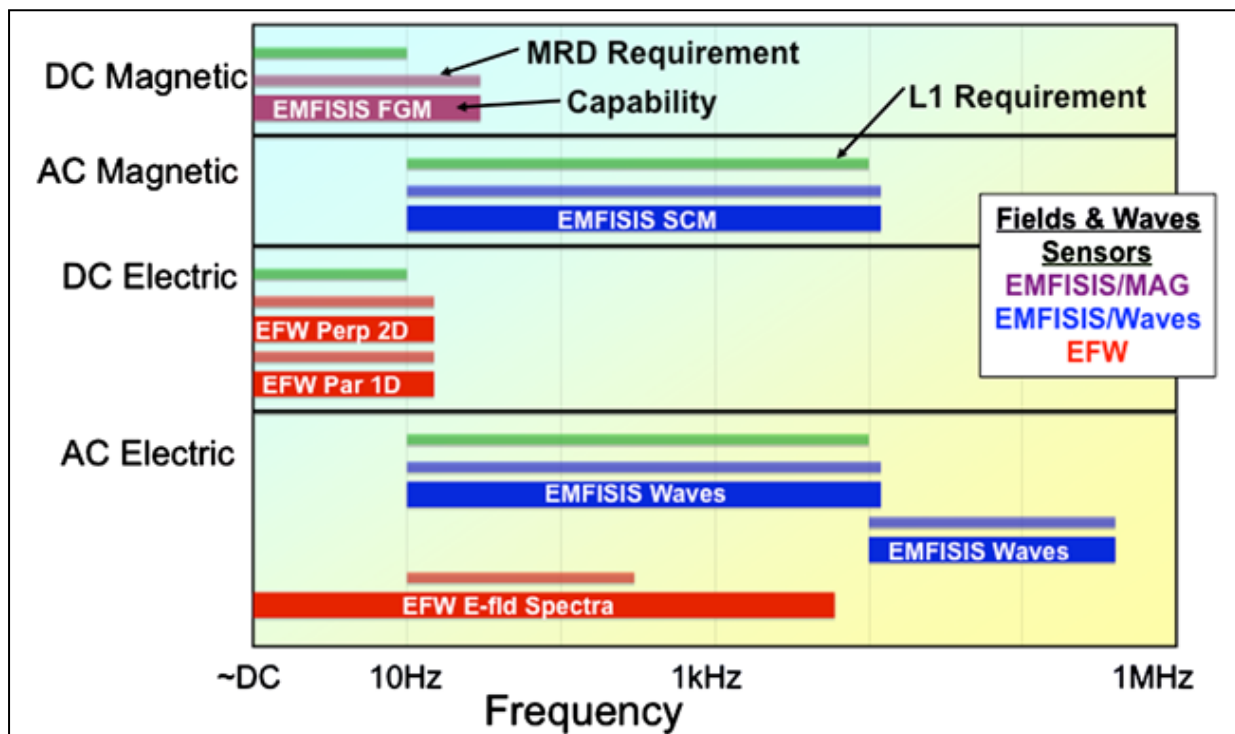 DC Magnetic
MRD Requirement
EMFISIS FGM
Capability
L1 Requirement
AC Magnetic
EMFISIS SCM
Fields & Waves
Sensors
EMFISIS/MAG
EMFISIS/Waves
EFW
DC Electric
EFW Perp 2D
EFW Par 1D
AC Electric
EMFISIS Waves
EMFISIS Waves
EFW E-fld Spectra
~DC 10Hz 1kHz 1MHz
Frequency